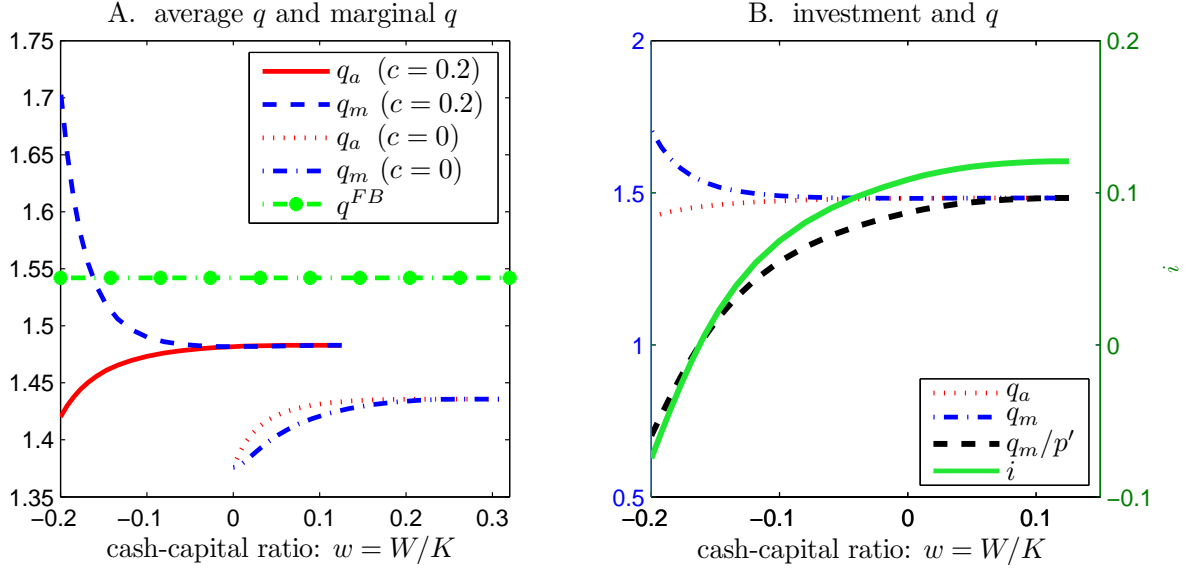 A. average q and marginal q
1.75
1.7
1.65
1.6
1.55
1.5
1.45
1.4
1.35
−0.2
−0.1
0
0.1
0.2
0.3
cash-capital ratio: w = W/K
q_a (c = 0.2)
q_m (c = 0.2)
q_a (c = 0)
q_m (c = 0)
q^{FB}
B. investment and q
2
1.5
1
0.5
0.2
0.1
0
−0.1
i
−0.2
−0.1
0
0.1
cash-capital ratio: w = W/K
q_a
q_m
q_m/p′
i